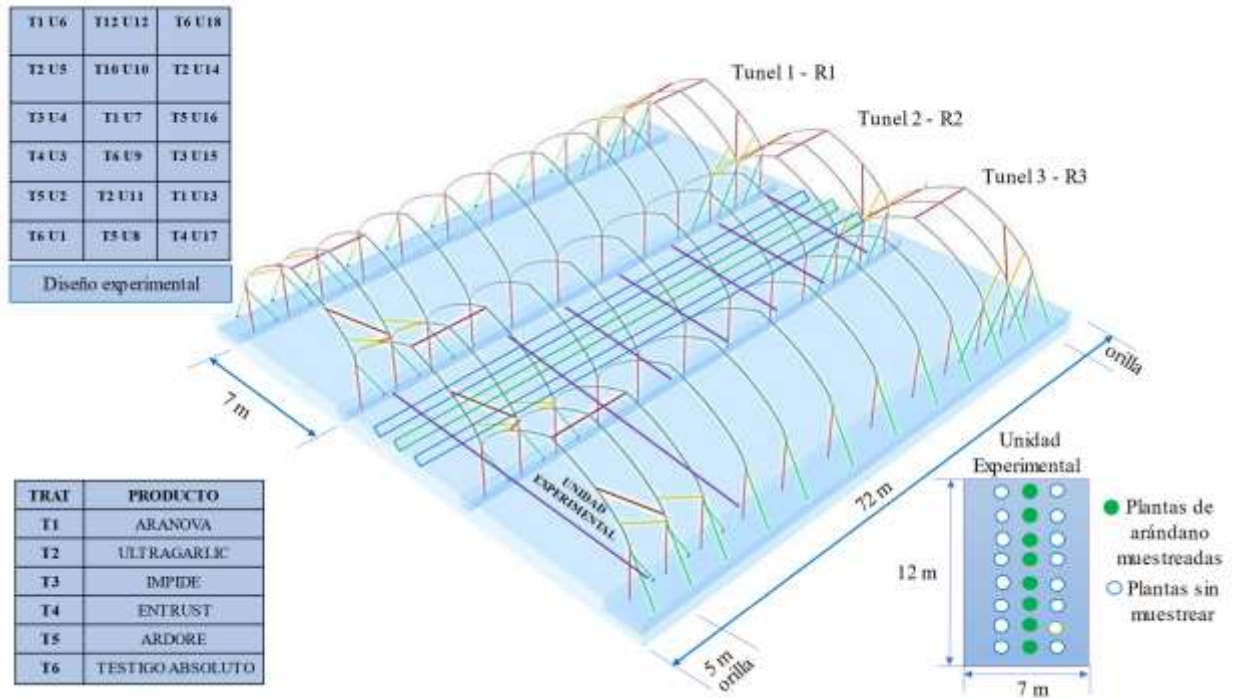 T1 U6 T12 U12 T6 U18
T2 U5 T10 U10 T2 U14
T3 U4 T1 U7 T5 U16
T4 U3 T6 U9 T3 U15
T5 U2 T2 U11 T1 U13
T6 U1 T5 U8 T4 U17
Diseño experimental
Tunel 1 - R1
Tunel 2 - R2
Tunel 3 - R3
7 m
UNIDAD
EXPERIMENTAL
72 m
orilla
5 m
orilla
TRAT PRODUCTO
T1 ARANOVA
T2 ULTRAGARLIC
T3 IMPIDE
T4 ENTRUST
T5 ARDORE
T6 TESTIGO ABSOLUTO
Unidad
Experimental
12 m
7 m
Plantas de
arándano
muestreadas
Plantas sin
muestrear